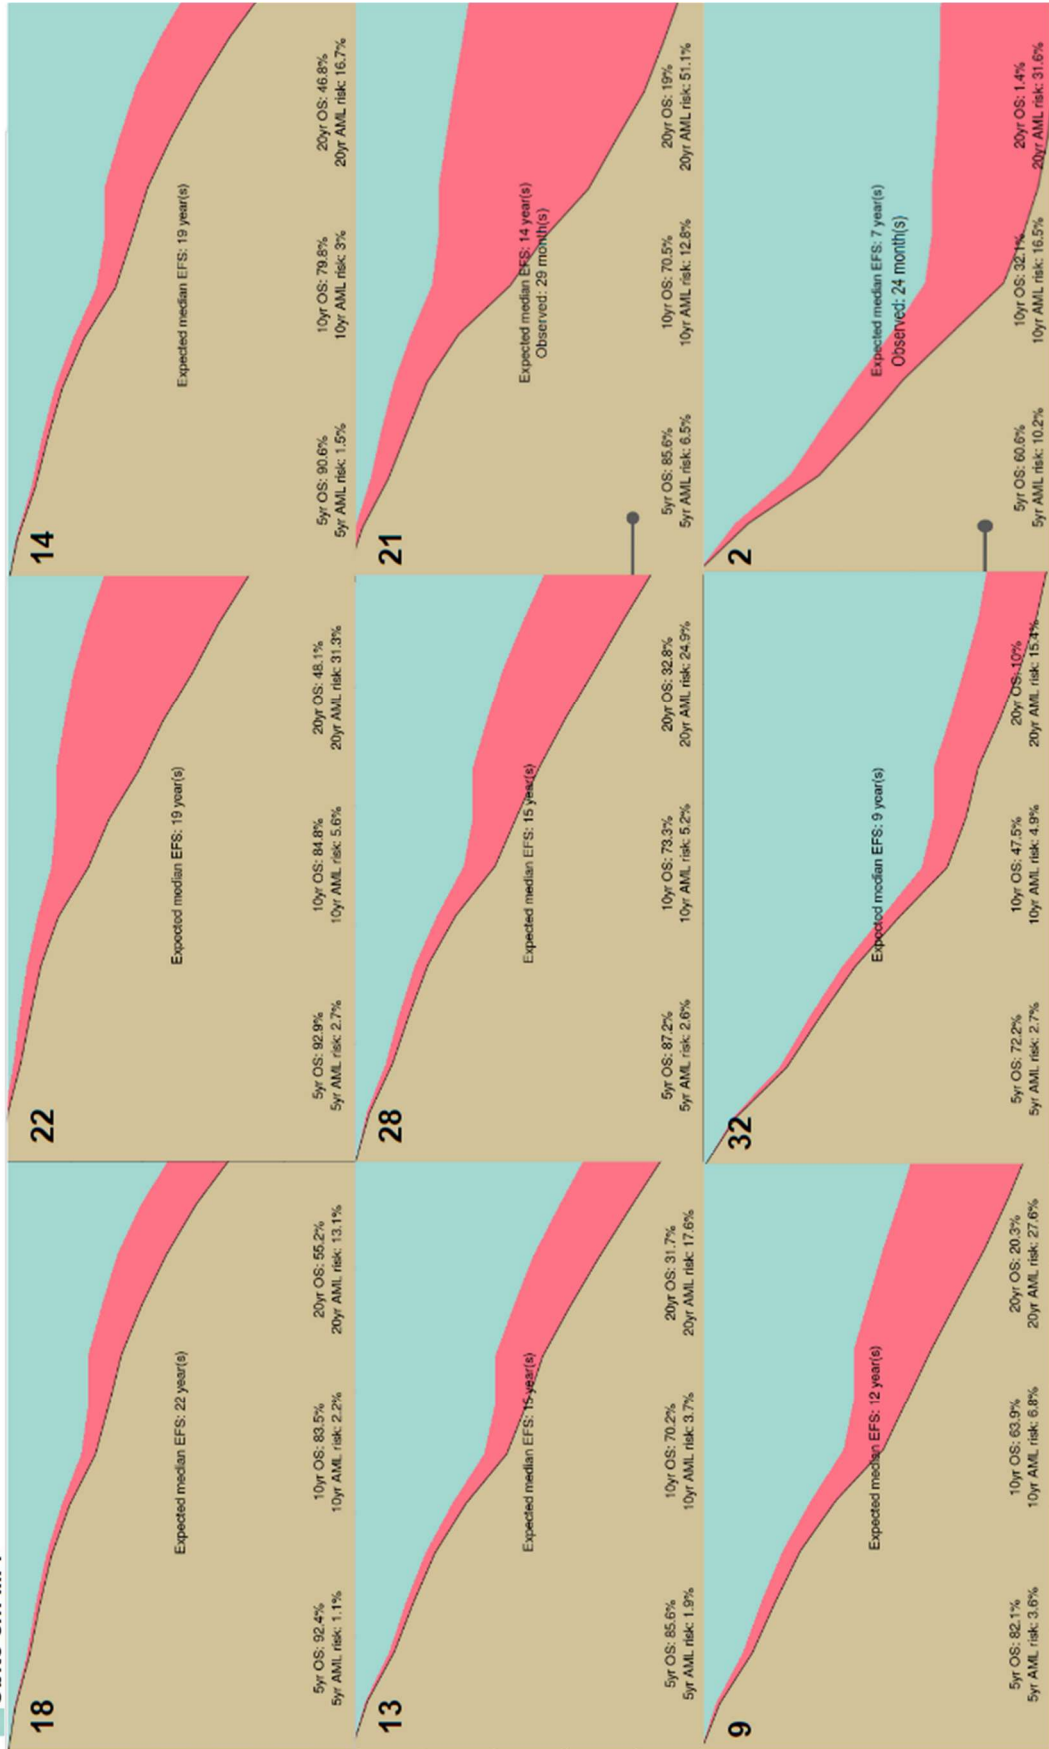 18
Expected median EFS: 22 year(s)
5yr OS: 92.4%
5yr AML risk: 1.1%
10yr OS: 83.5%
10yr AML risk: 2.2%
20yr OS: 55.2%
20yr AML risk: 13.1%
22
Expected median EFS: 19 year(s)
5yr OS: 92.9%
5yr AML risk: 2.7%
10yr OS: 84.8%
10yr AML risk: 5.6%
20yr OS: 48.1%
20yr AML risk: 31.3%
14
Expected median EFS: 19 year(s)
5yr OS: 90.6%
5yr AML risk: 1.5%
10yr OS: 79.8%
10yr AML risk: 3%
20yr OS: 46.8%
20yr AML risk: 16.7%
13
Expected median EFS: 15 year(s)
5yr OS: 85.6%
5yr AML risk: 1.9%
10yr OS: 70.2%
10yr AML risk: 3.7%
20yr OS: 31.7%
20yr AML risk: 17.6%
28
Expected median EFS: 15 year(s)
5yr OS: 87.2%
5yr AML risk: 2.6%
10yr OS: 73.3%
10yr AML risk: 5.2%
20yr OS: 32.8%
20yr AML risk: 24.9%
21
Expected median EFS: 14 year(s)
Observed: 29 month(s)
5yr OS: 85.6%
5yr AML risk: 6.5%
10yr OS: 70.5%
10yr AML risk: 12.8%
20yr OS: 19%
20yr AML risk: 51.1%
9
Expected median EFS: 12 year(s)
5yr OS: 82.1%
5yr AML risk: 3.6%
10yr OS: 63.9%
10yr AML risk: 6.8%
20yr OS: 20.3%
20yr AML risk: 27.6%
32
Expected median EFS: 9 year(s)
5yr OS: 72.2%
5yr AML risk: 2.7%
10yr OS: 47.5%
10yr AML risk: 4.9%
20yr OS: 10%
20yr AML risk: 15.4%
2
Expected median EFS: 7 year(s)
Observed: 24 month(s)
5yr OS: 60.6%
5yr AML risk: 10.2%
10yr OS: 32.1%
10yr AML risk: 16.5%
20yr OS: 1.4%
20yr AML risk: 31.6%